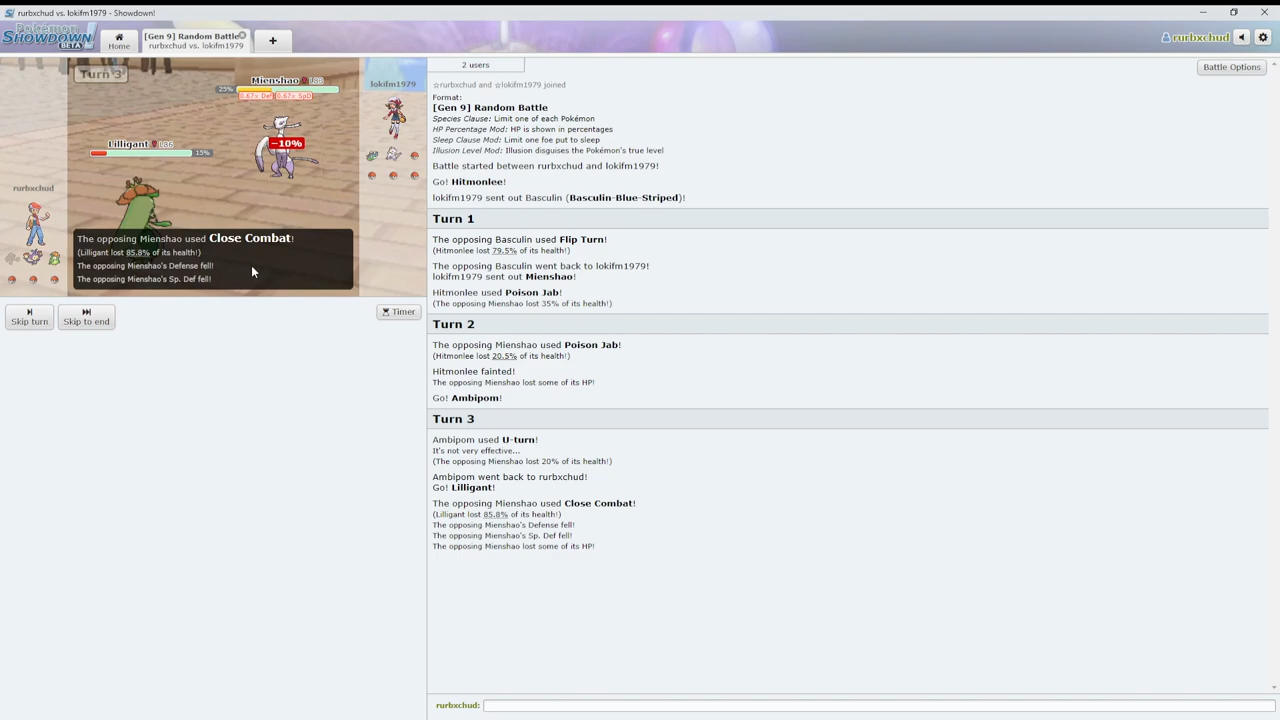 rurbxchud vs. lokifm1979 - Showdown!
Pokémon
SHOWDOWN!
BETA
Home
[Gen 9] Random Battle
rurbxchud vs. lokifm1979
+
rurbxchud
Turn 3
Mienshao
25%
0.67× Def 0.67× SpD
−10%
Lilligant L86
15%
lokifm1979
rurbxchud
The opposing Mienshao used Close Combat!
(Lilligant lost 85.8% of its health!)
The opposing Mienshao's Defense fell!
The opposing Mienshao's Sp. Def fell!
Skip turn
Skip to end
Timer
2 users
Battle Options
☆rurbxchud and ☆lokifm1979 joined
Format:
[Gen 9] Random Battle
Species Clause: Limit one of each Pokémon
HP Percentage Mod: HP is shown in percentages
Sleep Clause Mod: Limit one foe put to sleep
Illusion Level Mod: Illusion disguises the Pokémon's true level
Battle started between rurbxchud and lokifm1979!
Go! Hitmonlee!
lokifm1979 sent out Basculin (Basculin-Blue-Striped)!
Turn 1
The opposing Basculin used Flip Turn!
(Hitmonlee lost 79.5% of its health!)
The opposing Basculin went back to lokifm1979!
lokifm1979 sent out Mienshao!
Hitmonlee used Poison Jab!
(The opposing Mienshao lost 35% of its health!)
Turn 2
The opposing Mienshao used Poison Jab!
(Hitmonlee lost 20.5% of its health!)
Hitmonlee fainted!
The opposing Mienshao lost some of its HP!
Go! Ambipom!
Turn 3
Ambipom used U-turn!
It's not very effective...
(The opposing Mienshao lost 20% of its health!)
Ambipom went back to rurbxchud!
Go! Lilligant!
The opposing Mienshao used Close Combat!
(Lilligant lost 85.8% of its health!)
The opposing Mienshao's Defense fell!
The opposing Mienshao's Sp. Def fell!
The opposing Mienshao lost some of its HP!
rurbxchud: